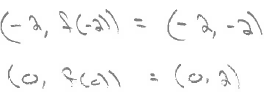 (-2, f(-2)) = (-2, -2)
(0, f(0)) = (0, 2)